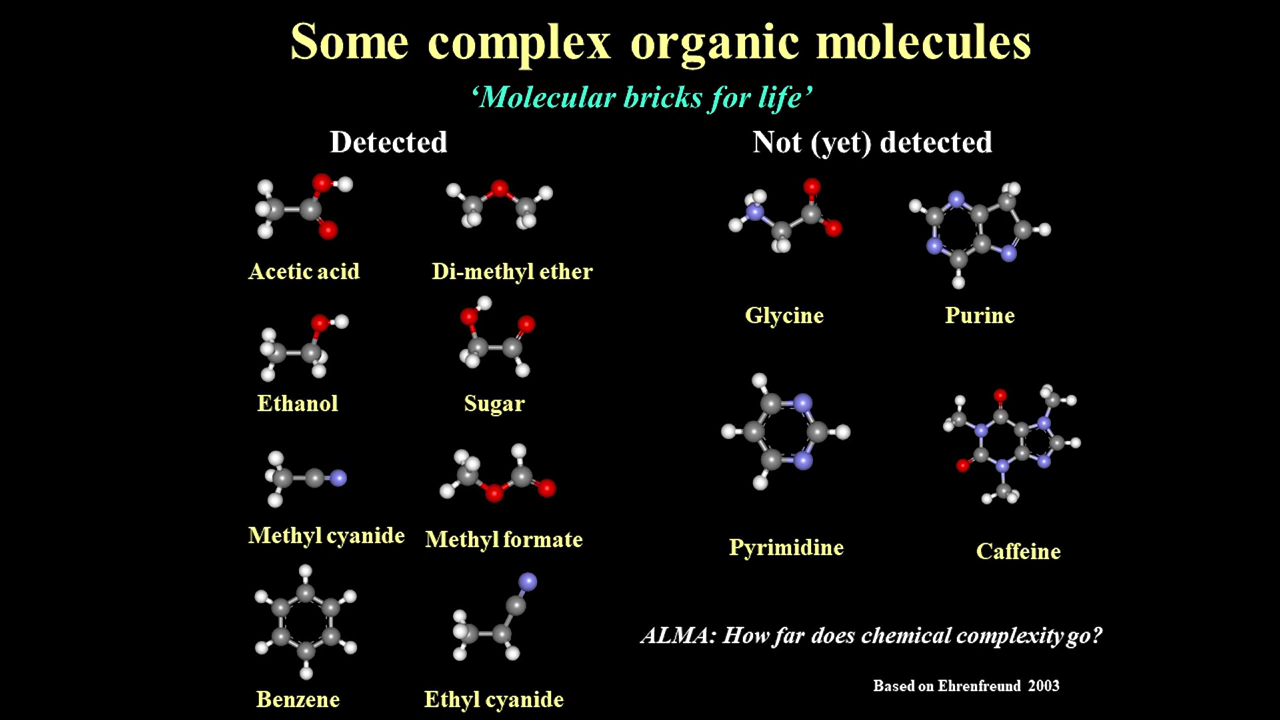 Some complex organic molecules
‘Molecular bricks for life’
Detected
Not (yet) detected
Acetic acid
Di-methyl ether
Glycine
Purine
Ethanol
Sugar
Methyl cyanide
Methyl formate
Pyrimidine
Caffeine
Benzene
Ethyl cyanide
ALMA: How far does chemical complexity go?
Based on Ehrenfreund 2003